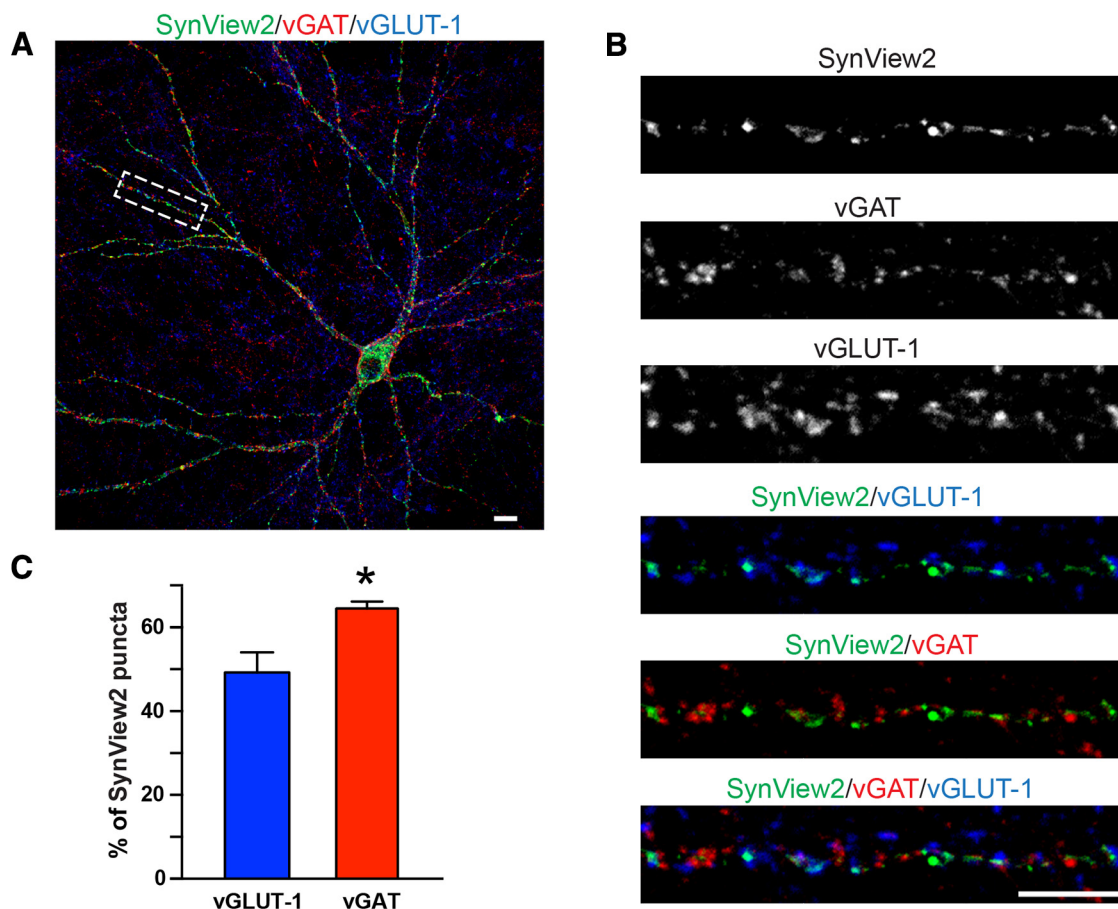 A
SynView2/vGAT/vGLUT-1
B
SynView2
vGAT
vGLUT-1
SynView2/vGLUT-1
SynView2/vGAT
SynView2/vGAT/vGLUT-1
C
*
% of SynView2 puncta
60
40
20
0
vGLUT-1 vGAT